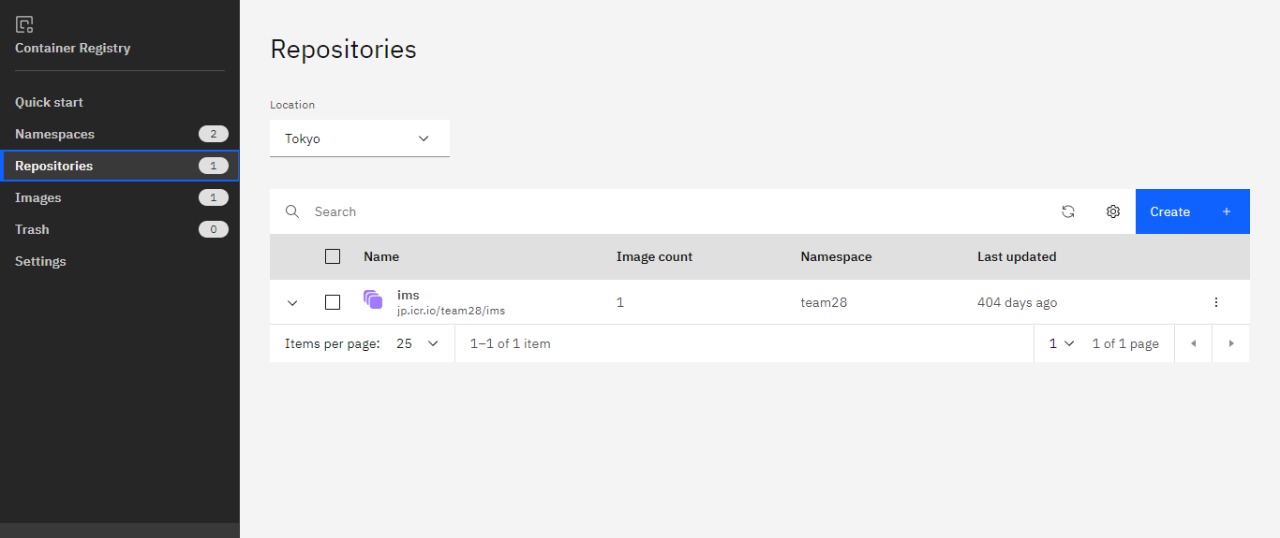 Container Registry
Quick start
Namespaces 2
Repositories 1
Images 1
Trash 0
Settings
Repositories
Location
Tokyo
Search
Create +
Name Image count Namespace Last updated
ims
jp.icr.io/team28/ims
1 team28 404 days ago
Items per page: 25 1–1 of 1 item 1 1 of 1 page